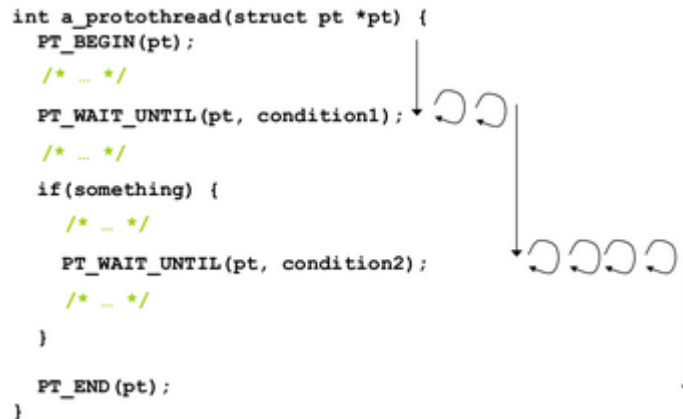 int a_protothread(struct pt *pt) {
PT_BEGIN(pt);
/* … */
PT_WAIT_UNTIL(pt, condition1);
/* … */
if(something) {
/* … */
PT_WAIT_UNTIL(pt, condition2);
/* … */
}
PT_END(pt);
}